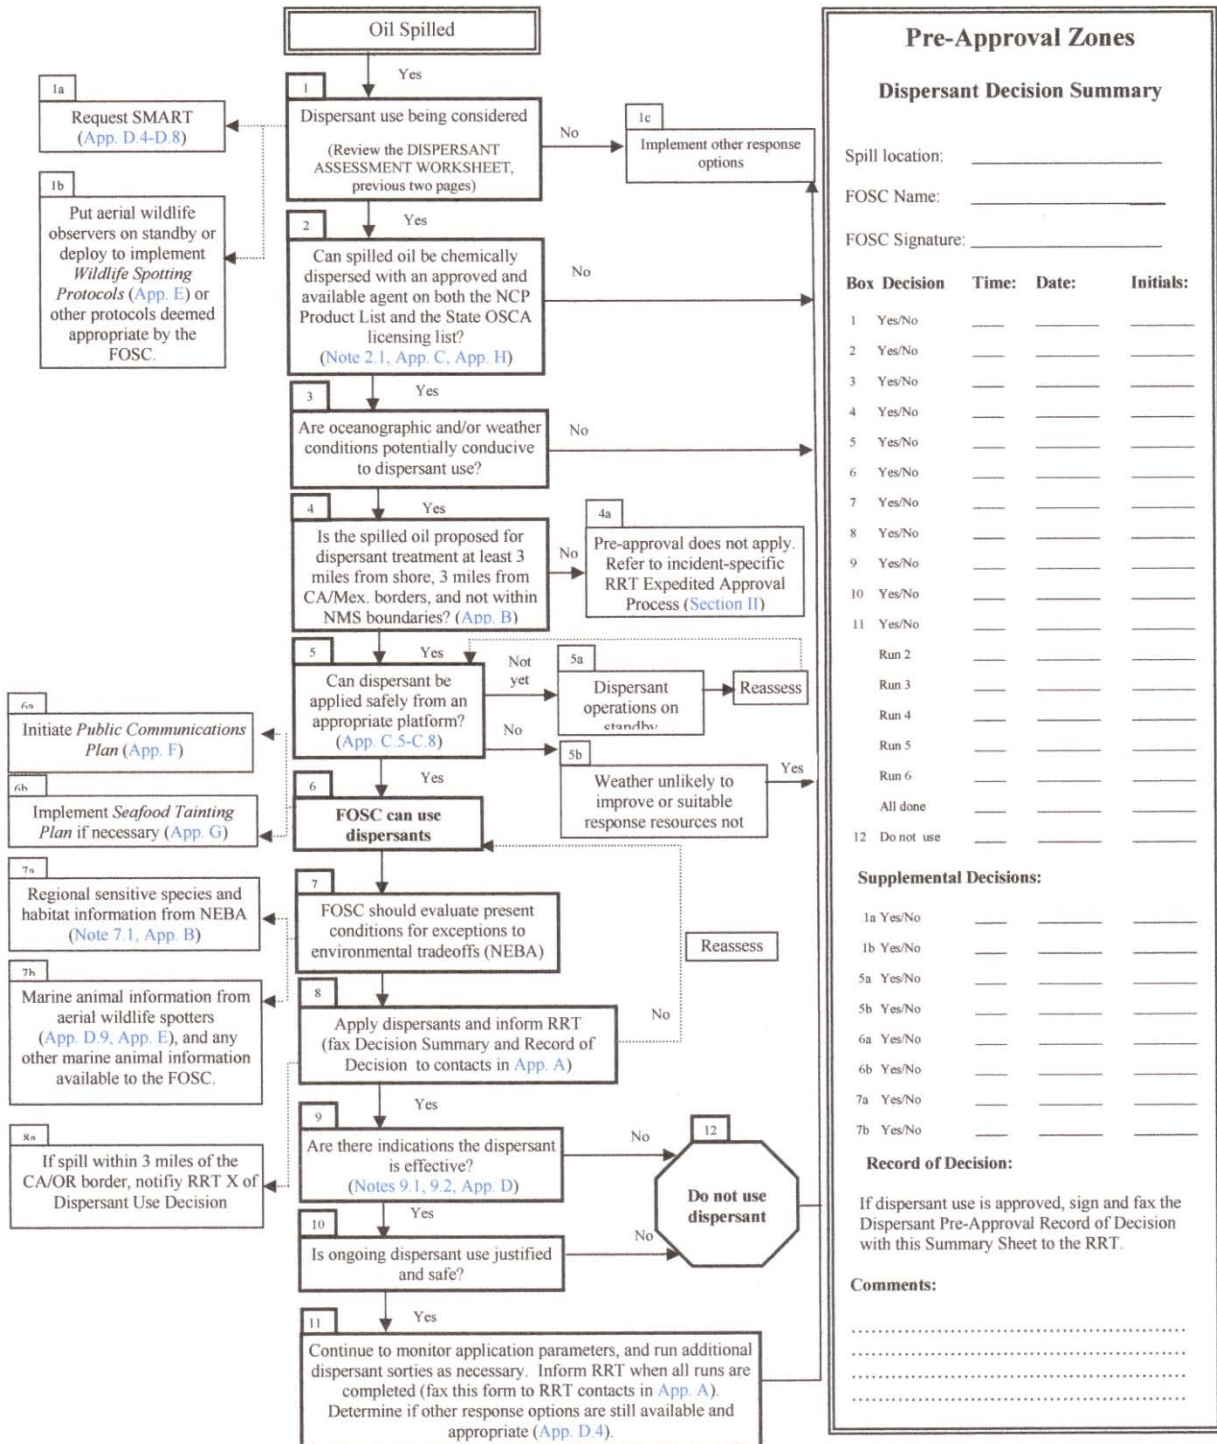 Oil Spilled
Yes
1
Dispersant use being considered
(Review the DISPERSANT
ASSESSMENT WORKSHEET,
previous two pages)
1a
Request SMART
(App. D.4-D.8)
1b
Put aerial wildlife
observers on standby or
deploy to implement
Wildlife Spotting
Protocols (App. E) or
other protocols deemed
appropriate by the
FOSC.
No
1c
Implement other response
options
Yes
2
Can spilled oil be chemically
dispersed with an approved and
available agent on both the NCP
Product List and the State OSCA
licensing list?
(Note 2.1, App. C, App. H)
No
Yes
3
Are oceanographic and/or weather
conditions potentially conducive
to dispersant use?
No
Yes
4
Is the spilled oil proposed for
dispersant treatment at least 3
miles from shore, 3 miles from
CA/Mex. borders, and not within
NMS boundaries? (App. B)
No
4a
Pre-approval does not apply.
Refer to incident-specific
RRT Expedited Approval
Process (Section II)
Yes
5
Can dispersant be
applied safely from an
appropriate platform?
(App. C.5-C.8)
Not
yet
5a
Dispersant
operations on
standby
Reassess
No
5b
Weather unlikely to
improve or suitable
response resources not
Yes
Yes
6
FOSC can use
dispersants
6a
Initiate Public Communications
Plan (App. F)
6b
Implement Seafood Tainting
Plan if necessary (App. G)
7
FOSC should evaluate present
conditions for exceptions to
environmental tradeoffs (NEBA)
7a
Regional sensitive species and
habitat information from NEBA
(Note 7.1, App. B)
7b
Marine animal information from
aerial wildlife spotters
(App. D.9, App. E), and any
other marine animal information
available to the FOSC.
Reassess
No
8
Apply dispersants and inform RRT
(fax Decision Summary and Record of
Decision to contacts in App. A)
8a
If spill within 3 miles of the
CA/OR border, notifiy RRT X of
Dispersant Use Decision
Yes
9
Are there indications the dispersant
is effective?
(Notes 9.1, 9.2, App. D)
No
12
Do not use
dispersant
Yes
10
Is ongoing dispersant use justified
and safe?
No
Yes
11
Continue to monitor application parameters, and run additional
dispersant sorties as necessary. Inform RRT when all runs are
completed (fax this form to RRT contacts in App. A).
Determine if other response options are still available and
appropriate (App. D.4).
Pre-Approval Zones
Dispersant Decision Summary
Spill location:
FOSC Name:
FOSC Signature:
Box Decision Time: Date: Initials:
1 Yes/No
2 Yes/No
3 Yes/No
4 Yes/No
5 Yes/No
6 Yes/No
7 Yes/No
8 Yes/No
9 Yes/No
10 Yes/No
11 Yes/No
Run 2
Run 3
Run 4
Run 5
Run 6
All done
12 Do not use
Supplemental Decisions:
1a Yes/No
1b Yes/No
5a Yes/No
5b Yes/No
6a Yes/No
6b Yes/No
7a Yes/No
7b Yes/No
Record of Decision:
If dispersant use is approved, sign and fax the
Dispersant Pre-Approval Record of Decision
with this Summary Sheet to the RRT.
Comments: